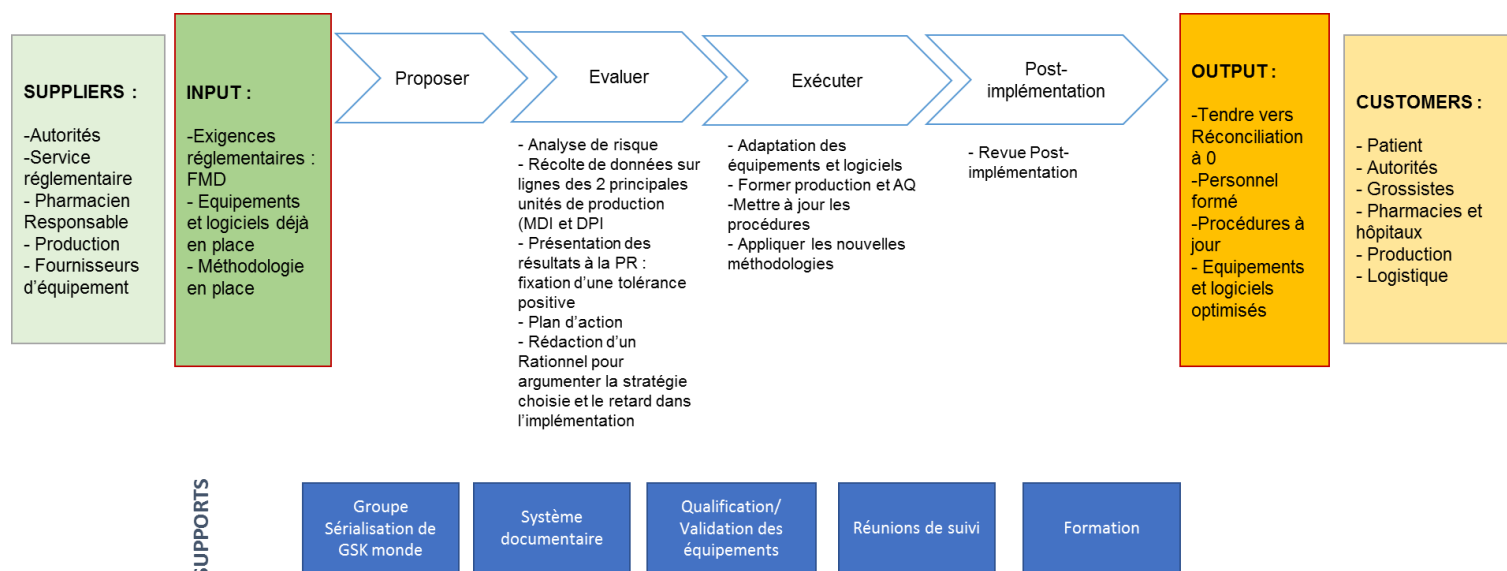 SUPPLIERS :
-Autorités
-Service
réglementaire
- Pharmacien
Responsable
- Production
- Fournisseurs
d'équipement
INPUT :
-Exigences
réglementaires :
FMD
- Equipements
et logiciels déjà
en place
- Méthodologie
en place
Proposer
Evaluer
- Analyse de risque
- Récolte de données sur
lignes des 2 principales
unités de production
(MDI et DPI
- Présentation des
résultats à la PR :
fixation d'une tolérance
positive
- Plan d'action
- Rédaction d'un
Rationnel pour
argumenter la stratégie
choisie et le retard dans
l'implémentation
Exécuter
- Adaptation des
équipements et logiciels
- Former production et AQ
-Mettre à jour les
procédures
- Appliquer les nouvelles
méthodologies
Post-
implémentation
- Revue Post-
implémentation
OUTPUT :
-Tendre vers
Réconciliation
à 0
-Personnel
formé
-Procédures à
jour
- Equipements
et logiciels
optimisés
CUSTOMERS :
- Patient
- Autorités
- Grossistes
- Pharmacies et
hôpitaux
- Production
- Logistique
SUPPORTS
Groupe
Sérialisation de
GSK monde
Système
documentaire
Qualification/
Validation des
équipements
Réunions de suivi
Formation